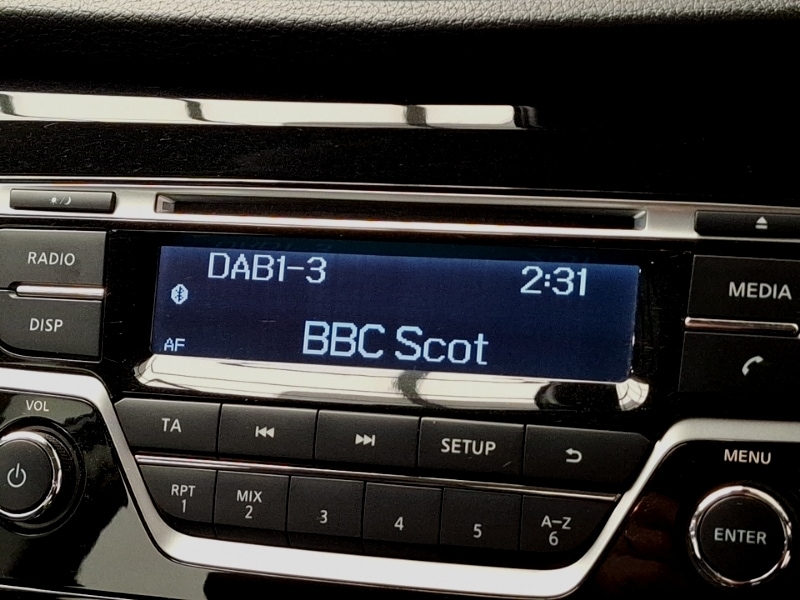 RADIO
DISP
VOL
DAB1-3 2:31
AF
BBC Scot
MEDIA
TA
SETUP
RPT MIX A-Z
1 2 3 4 5 6
MENU
ENTER